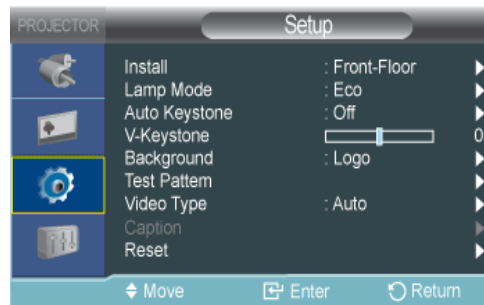 PROJECTOR
Setup
Install : Front-Floor
Lamp Mode : Eco
Auto Keystone : Off
V-Keystone 0
Background : Logo
Test Pattem
Video Type : Auto
Caption
Reset
Move Enter Return